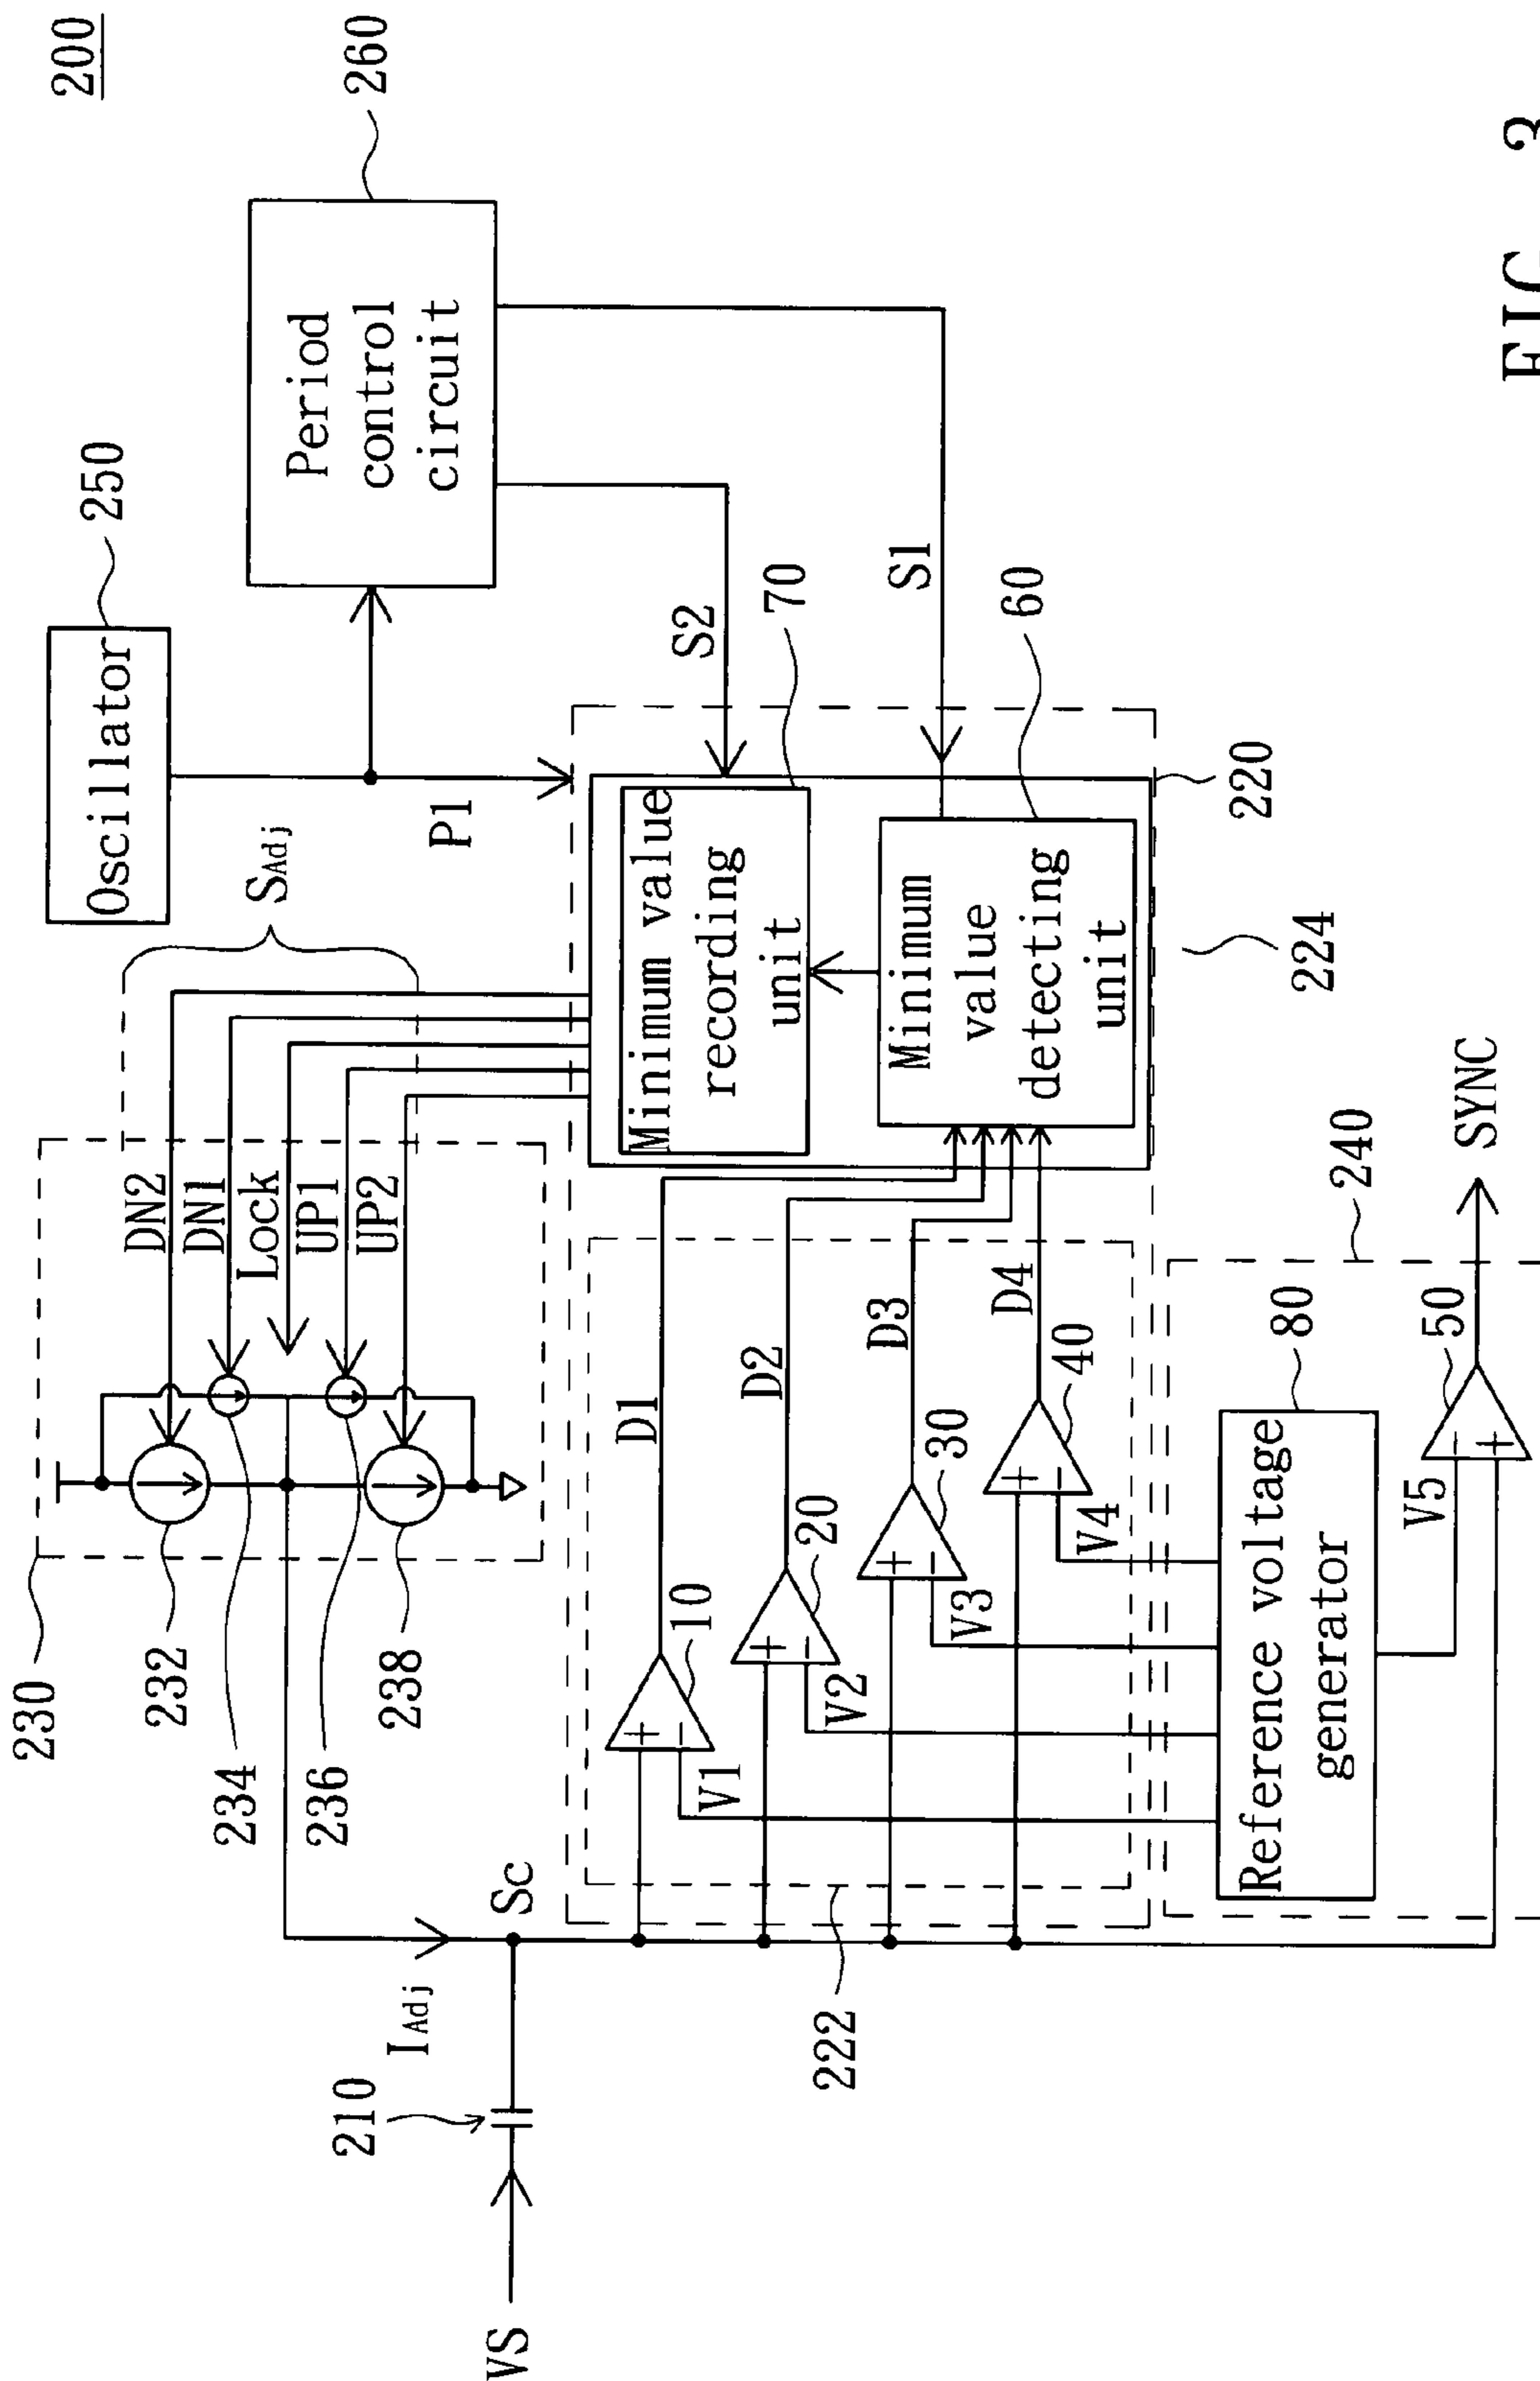 200
Oscillator
250
260
Period
control
circuit
P1
S2
S1
SAdj
230
232
234
236
238
DN2
DN1
Lock
UP1
UP2
Minimum value
recording
unit
70
Minimum
value
detecting
unit
60
220
224
D1
D2
D3
D4
+
−
10
+
−
20
+
−
30
+
−
40
V1
V2
V3
V4
222
VS
210
IAdj
Sc
Reference voltage
generator
80
240
V5
−
+
50
SYNC
FIG. 3